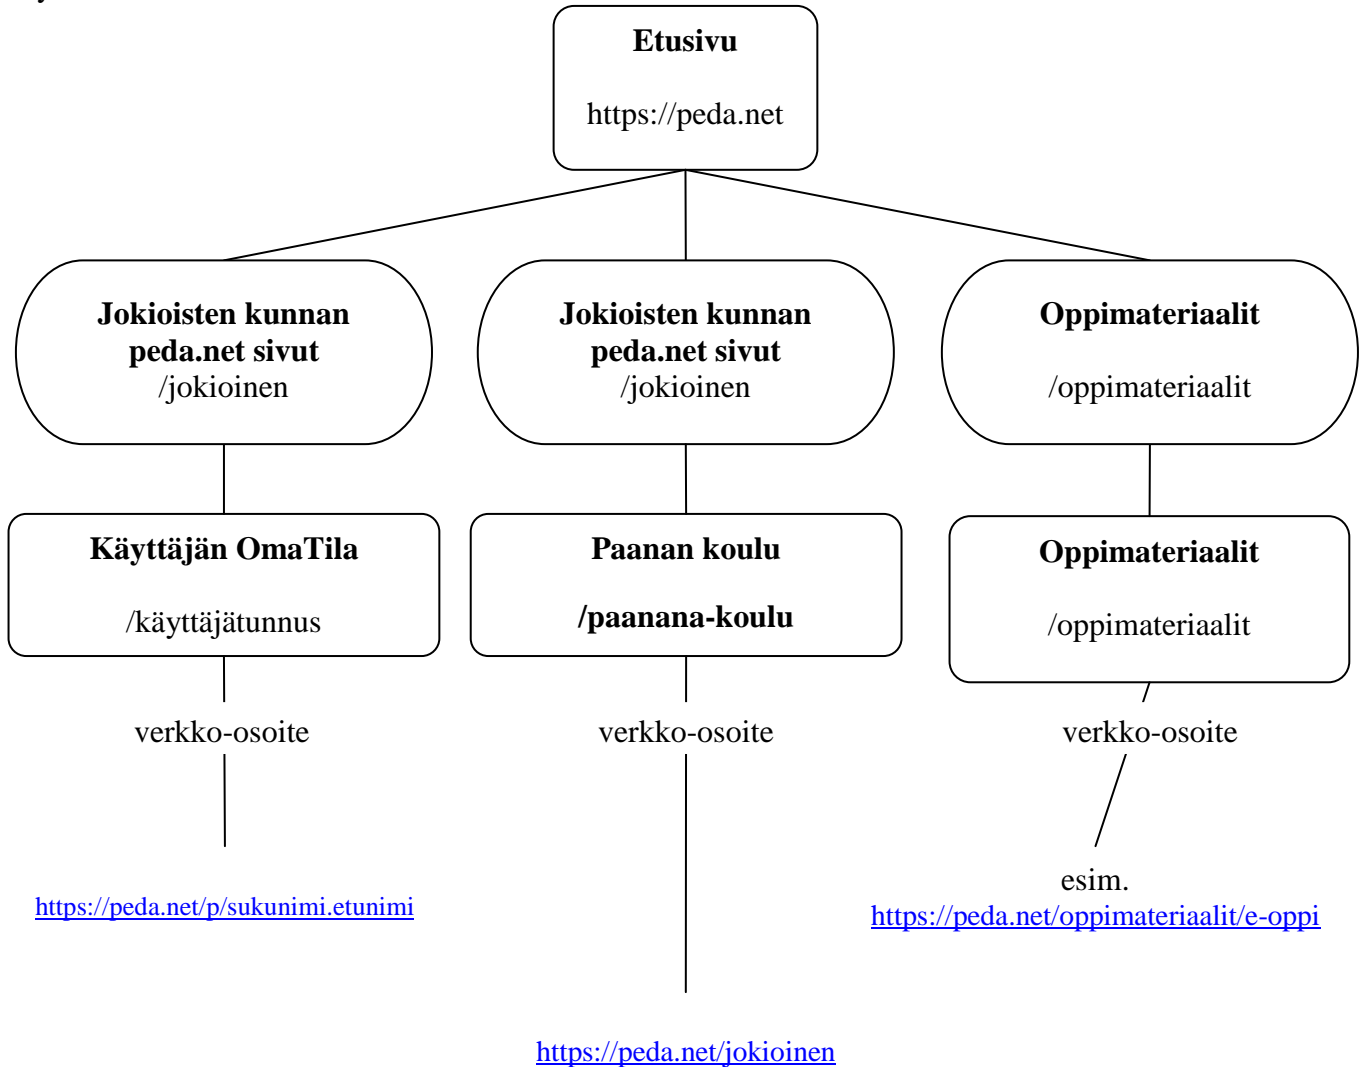 Etusivu
https://peda.net
Jokioisten kunnan
peda.net sivut
/jokioinen
Jokioisten kunnan
peda.net sivut
/jokioinen
Oppimateriaalit
/oppimateriaalit
Käyttäjän OmaTila
/käyttäjätunnus
Paanan koulu
/paanana-koulu
Oppimateriaalit
/oppimateriaalit
verkko-osoite
verkko-osoite
verkko-osoite
https://peda.net/p/sukunimi.etunimi
esim.
https://peda.net/oppimateriaalit/e-oppi
https://peda.net/jokioinen